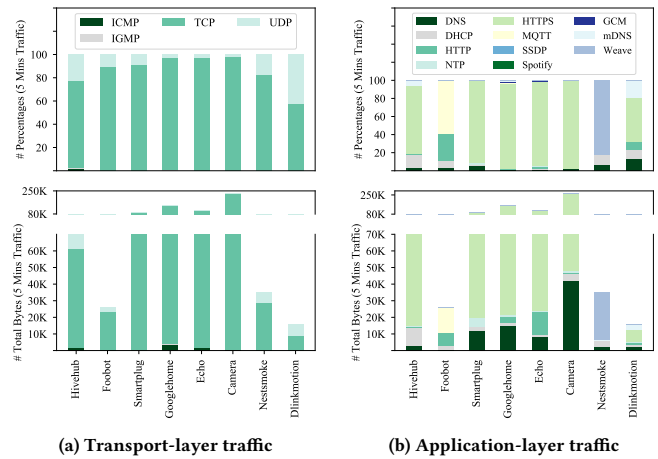 ICMP
IGMP
TCP
UDP
# Percentages (5 Mins Traffic)
100
80
60
40
20
# Total Bytes (5 Mins Traffic)
250K
80K
70K
60K
50K
40K
30K
20K
10K
Hivehub
Foobot
Smartplug
Googlehome
Echo
Camera
Nestsmoke
Dlinkmotion
(a) Transport-layer traffic
DNS
DHCP
HTTP
NTP
HTTPS
MQTT
SSDP
Spotify
GCM
mDNS
Weave
# Percentages (5 Mins Traffic)
100
80
60
40
20
# Total Bytes (5 Mins Traffic)
250K
80K
70K
60K
50K
40K
30K
20K
10K
Hivehub
Foobot
Smartplug
Googlehome
Echo
Camera
Nestsmoke
Dlinkmotion
(b) Application-layer traffic